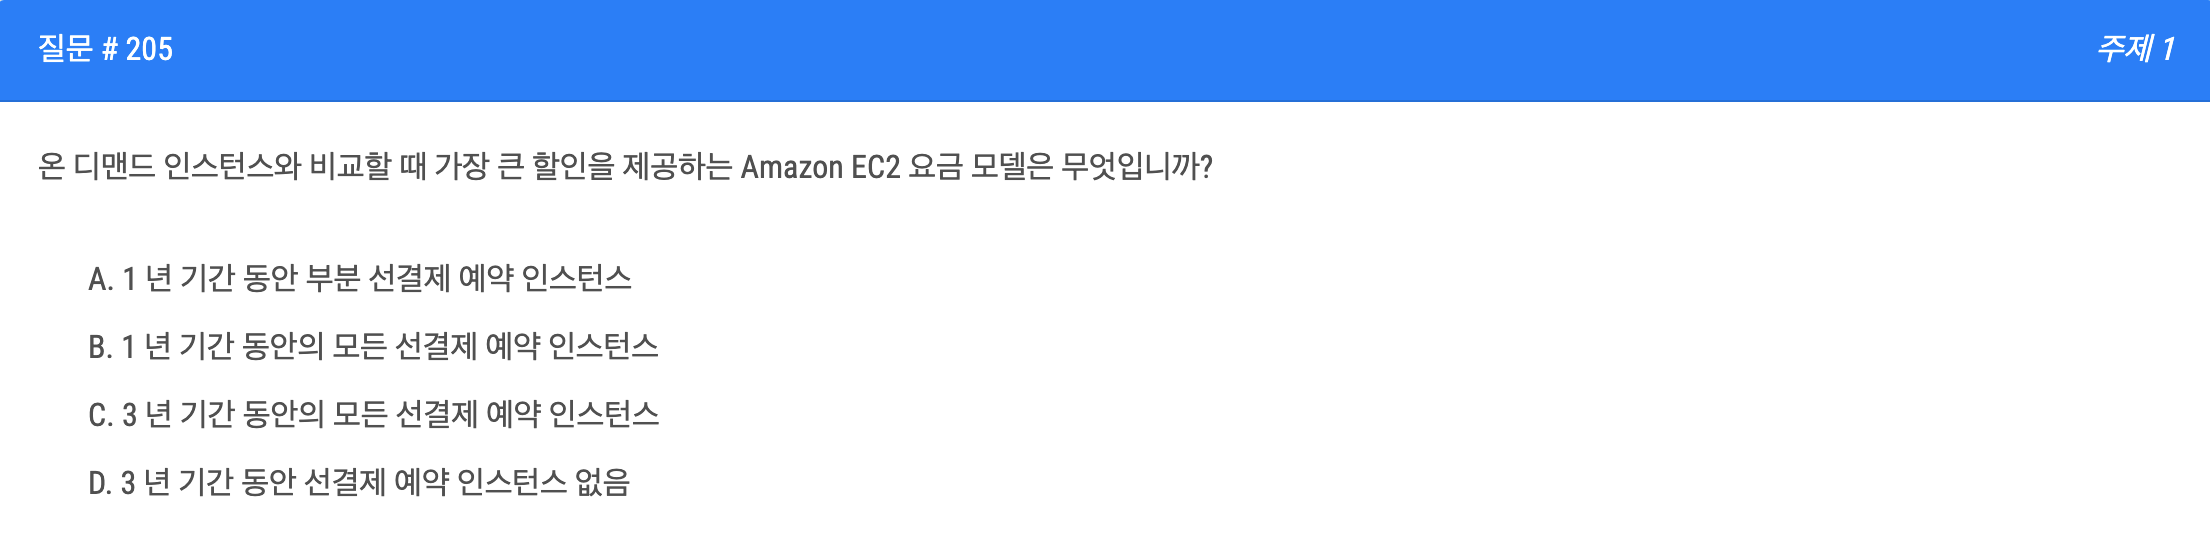 질문 # 205
주제 1
온 디맨드 인스턴스와 비교할 때 가장 큰 할인을 제공하는 Amazon EC2 요금 모델은 무엇입니까?
A. 1 년 기간 동안 부분 선결제 예약 인스턴스
B. 1 년 기간 동안의 모든 선결제 예약 인스턴스
C. 3 년 기간 동안의 모든 선결제 예약 인스턴스
D. 3 년 기간 동안 선결제 예약 인스턴스 없음